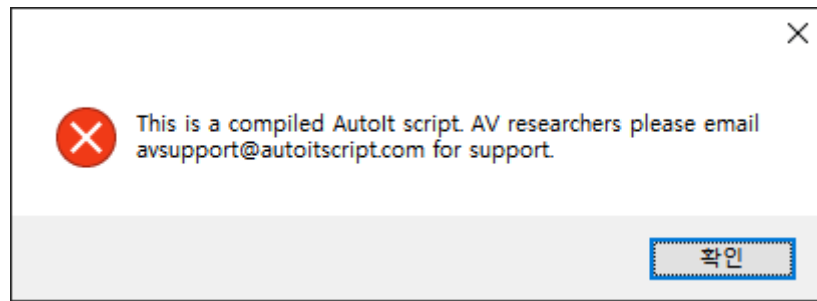 This is a compiled AutoIt script. AV researchers please email
avsupport@autoitscript.com for support.
확인